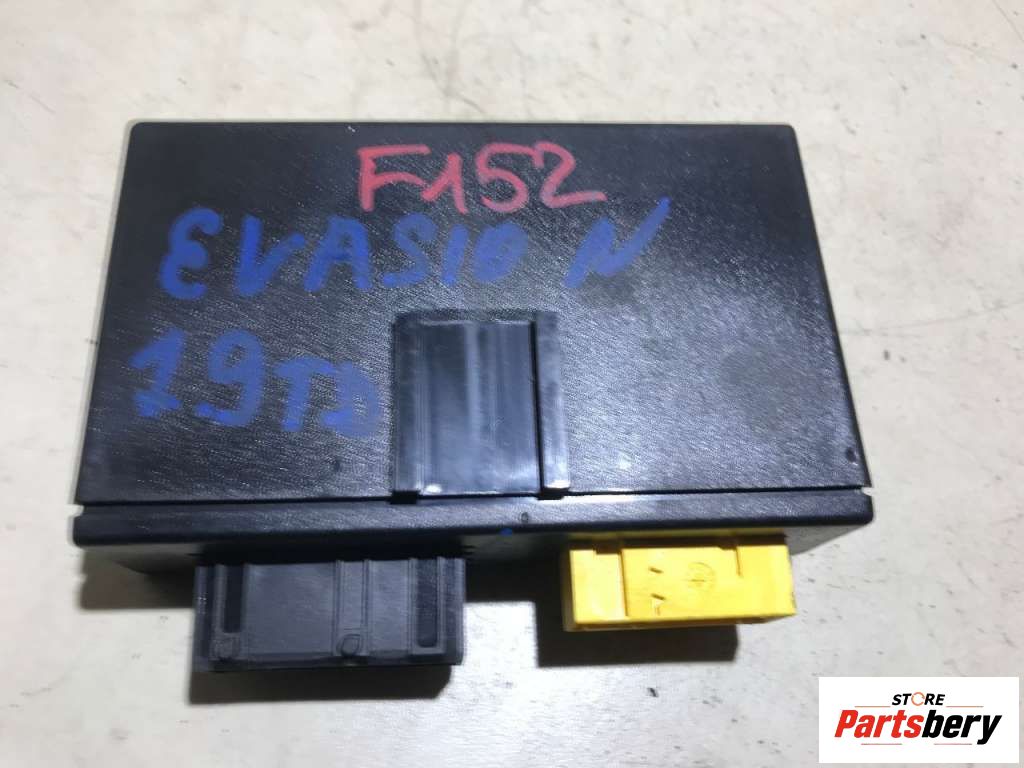 F152
EVASION
1.9TD
STORE
Partsbery